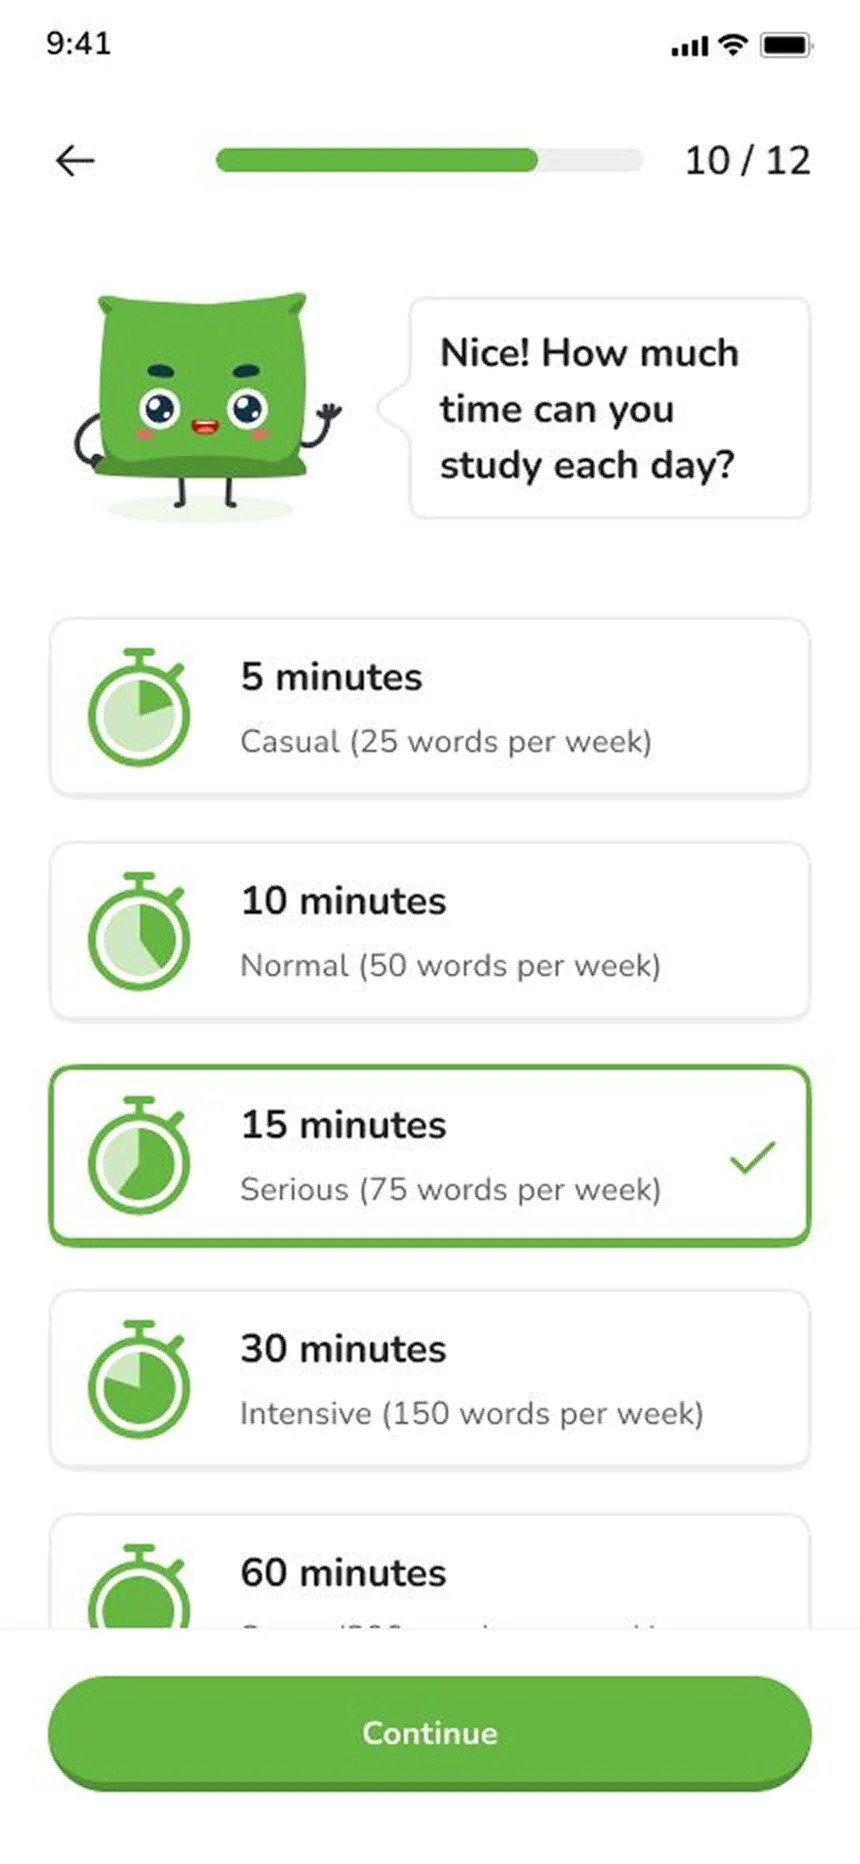 9:41
10 / 12
Nice! How much
time can you
study each day?
5 minutes
Casual (25 words per week)
10 minutes
Normal (50 words per week)
15 minutes
Serious (75 words per week)
30 minutes
Intensive (150 words per week)
60 minutes
Continue